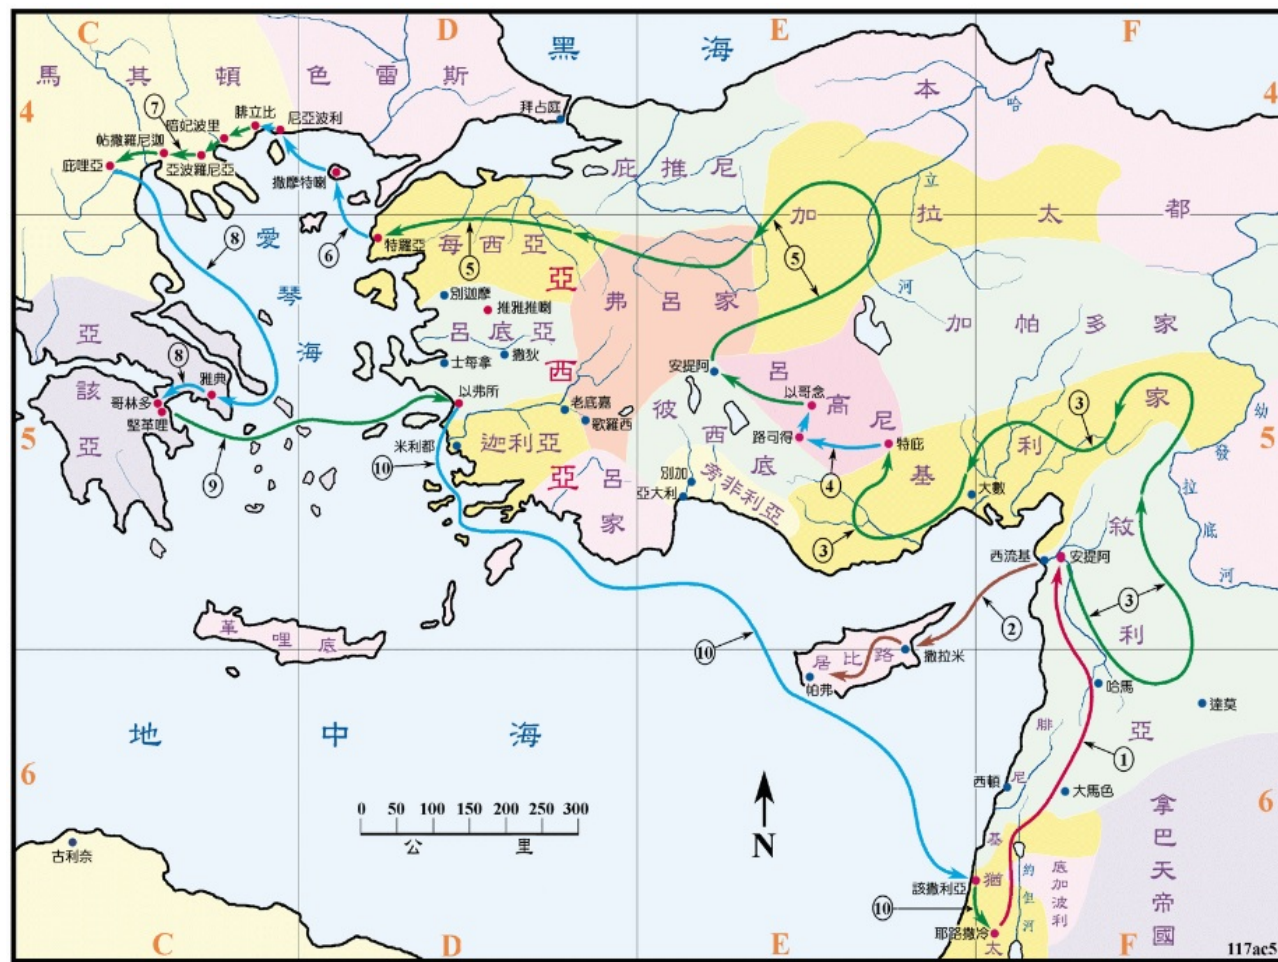 C
D
E
F
黑海
馬其頓
色雷斯
本都
哈立河
4
4
⑦
暗妃波里
腓立比
尼亞波利
拜占庭
帖撒羅尼迦
庇哩亞
亞波羅尼亞
撒摩特喇
庇推尼
加拉太
⑧
愛琴海
⑥
特羅亞
每西亞
⑤
⑤
亞西亞
別迦摩
推雅推喇
弗呂家
加帕多家
呂底亞
士每拿
撒狄
安提阿
呂高尼
以哥念
亞該亞
⑧
雅典
哥林多
堅革哩
以弗所
老底嘉
歌羅西
彼西底
路司得
特庇
④
基利家
③
幼發拉底河
5
5
⑨
米利都
迦利亞
⑩
呂家
別加
亞大利
旁非利亞
大數
③
西流基
安提阿
敘利亞
③
②
革哩底
⑩
居比路
撒拉米
帕弗
哈馬
達莫
地中海
腓尼基
①
6
6
西頓
大馬色
拿巴天帝國
0 50 100 150 200 250 300
公里
N
古利奈
該撒利亞
猶太
約但河
底加波利
⑩
耶路撒冷
C
D
E
F
117ac5